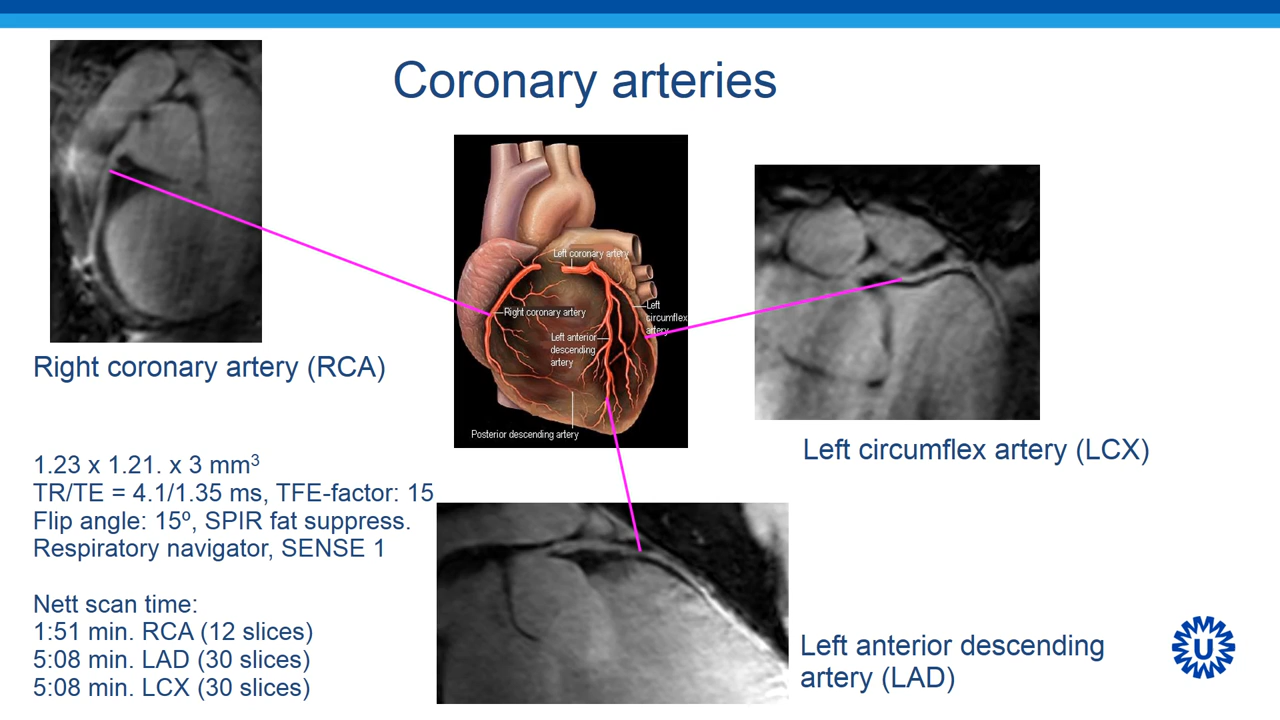 Coronary arteries
Left coronary artery
Right coronary artery
Left
circumflex
artery
Left anterior
descending
artery
Posterior descending artery
Right coronary artery (RCA)
Left circumflex artery (LCX)
1.23 x 1.21. x 3 mm³
TR/TE = 4.1/1.35 ms, TFE-factor: 15
Flip angle: 15º, SPIR fat suppress.
Respiratory navigator, SENSE 1
Nett scan time:
1:51 min. RCA (12 slices)
5:08 min. LAD (30 slices)
5:08 min. LCX (30 slices)
Left anterior descending
artery (LAD)
U